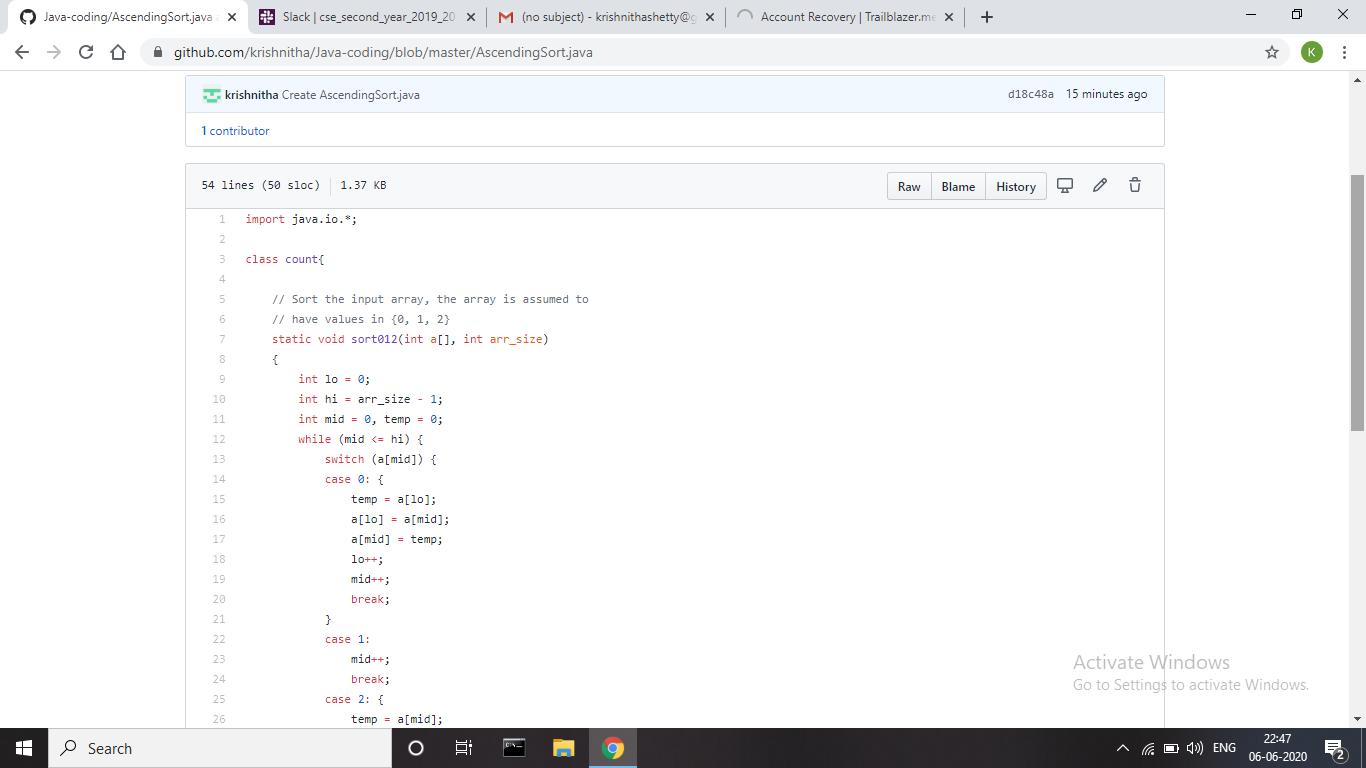 Java-coding/AscendingSort.java
Slack | cse_second_year_2019_20
(no subject) - krishnithashetty@g
Account Recovery | Trailblazer.me
github.com/krishnitha/Java-coding/blob/master/AscendingSort.java
K
krishnitha Create AscendingSort.java
d18c48a 15 minutes ago
1 contributor
54 lines (50 sloc) 1.37 KB
Raw Blame History
1 import java.io.*;
2
3 class count{
4
5 // Sort the input array, the array is assumed to
6 // have values in {0, 1, 2}
7 static void sort012(int a[], int arr_size)
8 {
9 int lo = 0;
10 int hi = arr_size - 1;
11 int mid = 0, temp = 0;
12 while (mid <= hi) {
13 switch (a[mid]) {
14 case 0: {
15 temp = a[lo];
16 a[lo] = a[mid];
17 a[mid] = temp;
18 lo++;
19 mid++;
20 break;
21 }
22 case 1:
23 mid++;
24 break;
25 case 2: {
26 temp = a[mid];
Activate Windows
Go to Settings to activate Windows.
Search
ENG
22:47
06-06-2020
2